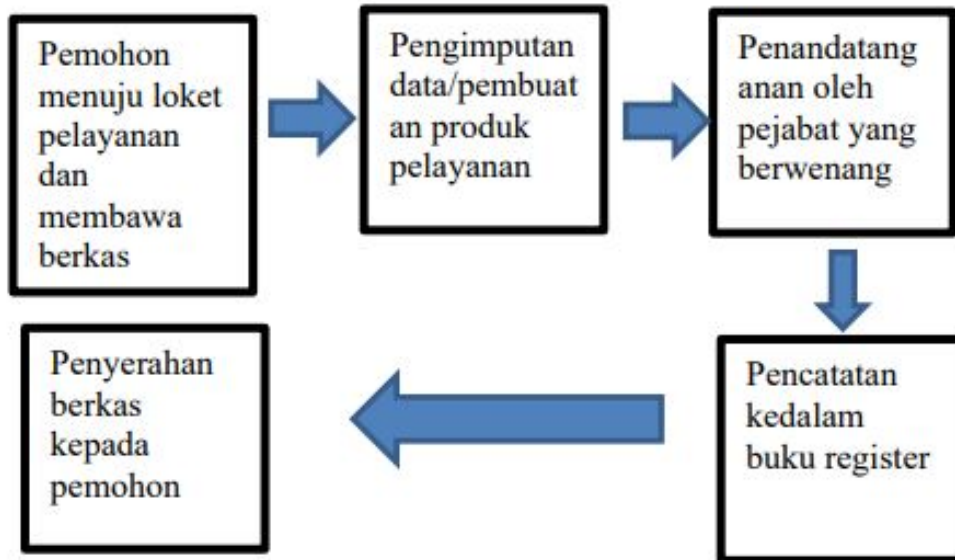 Pemohon
menuju loket
pelayanan
dan
membawa
berkas
Pengimputan
data/pembuat
an produk
pelayanan
Penandatang
anan oleh
pejabat yang
berwenang
Pencatatan
kedalam
buku register
Penyerahan
berkas
kepada
pemohon